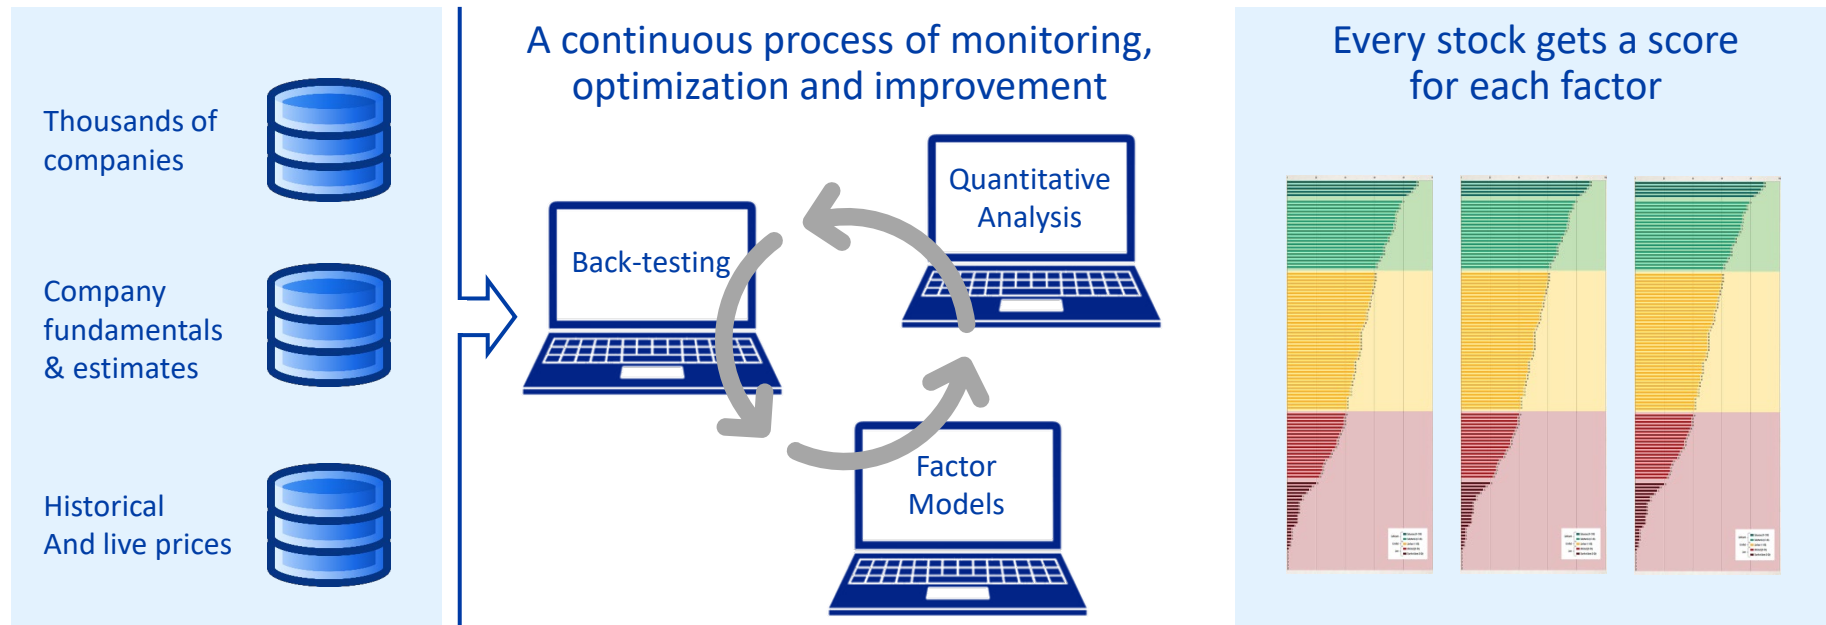 Thousands of
companies
Company
fundamentals
& estimates
Historical
And live prices
A continuous process of monitoring,
optimization and improvement
Quantitative
Analysis
Back-testing
Factor
Models
Every stock gets a score
for each factor